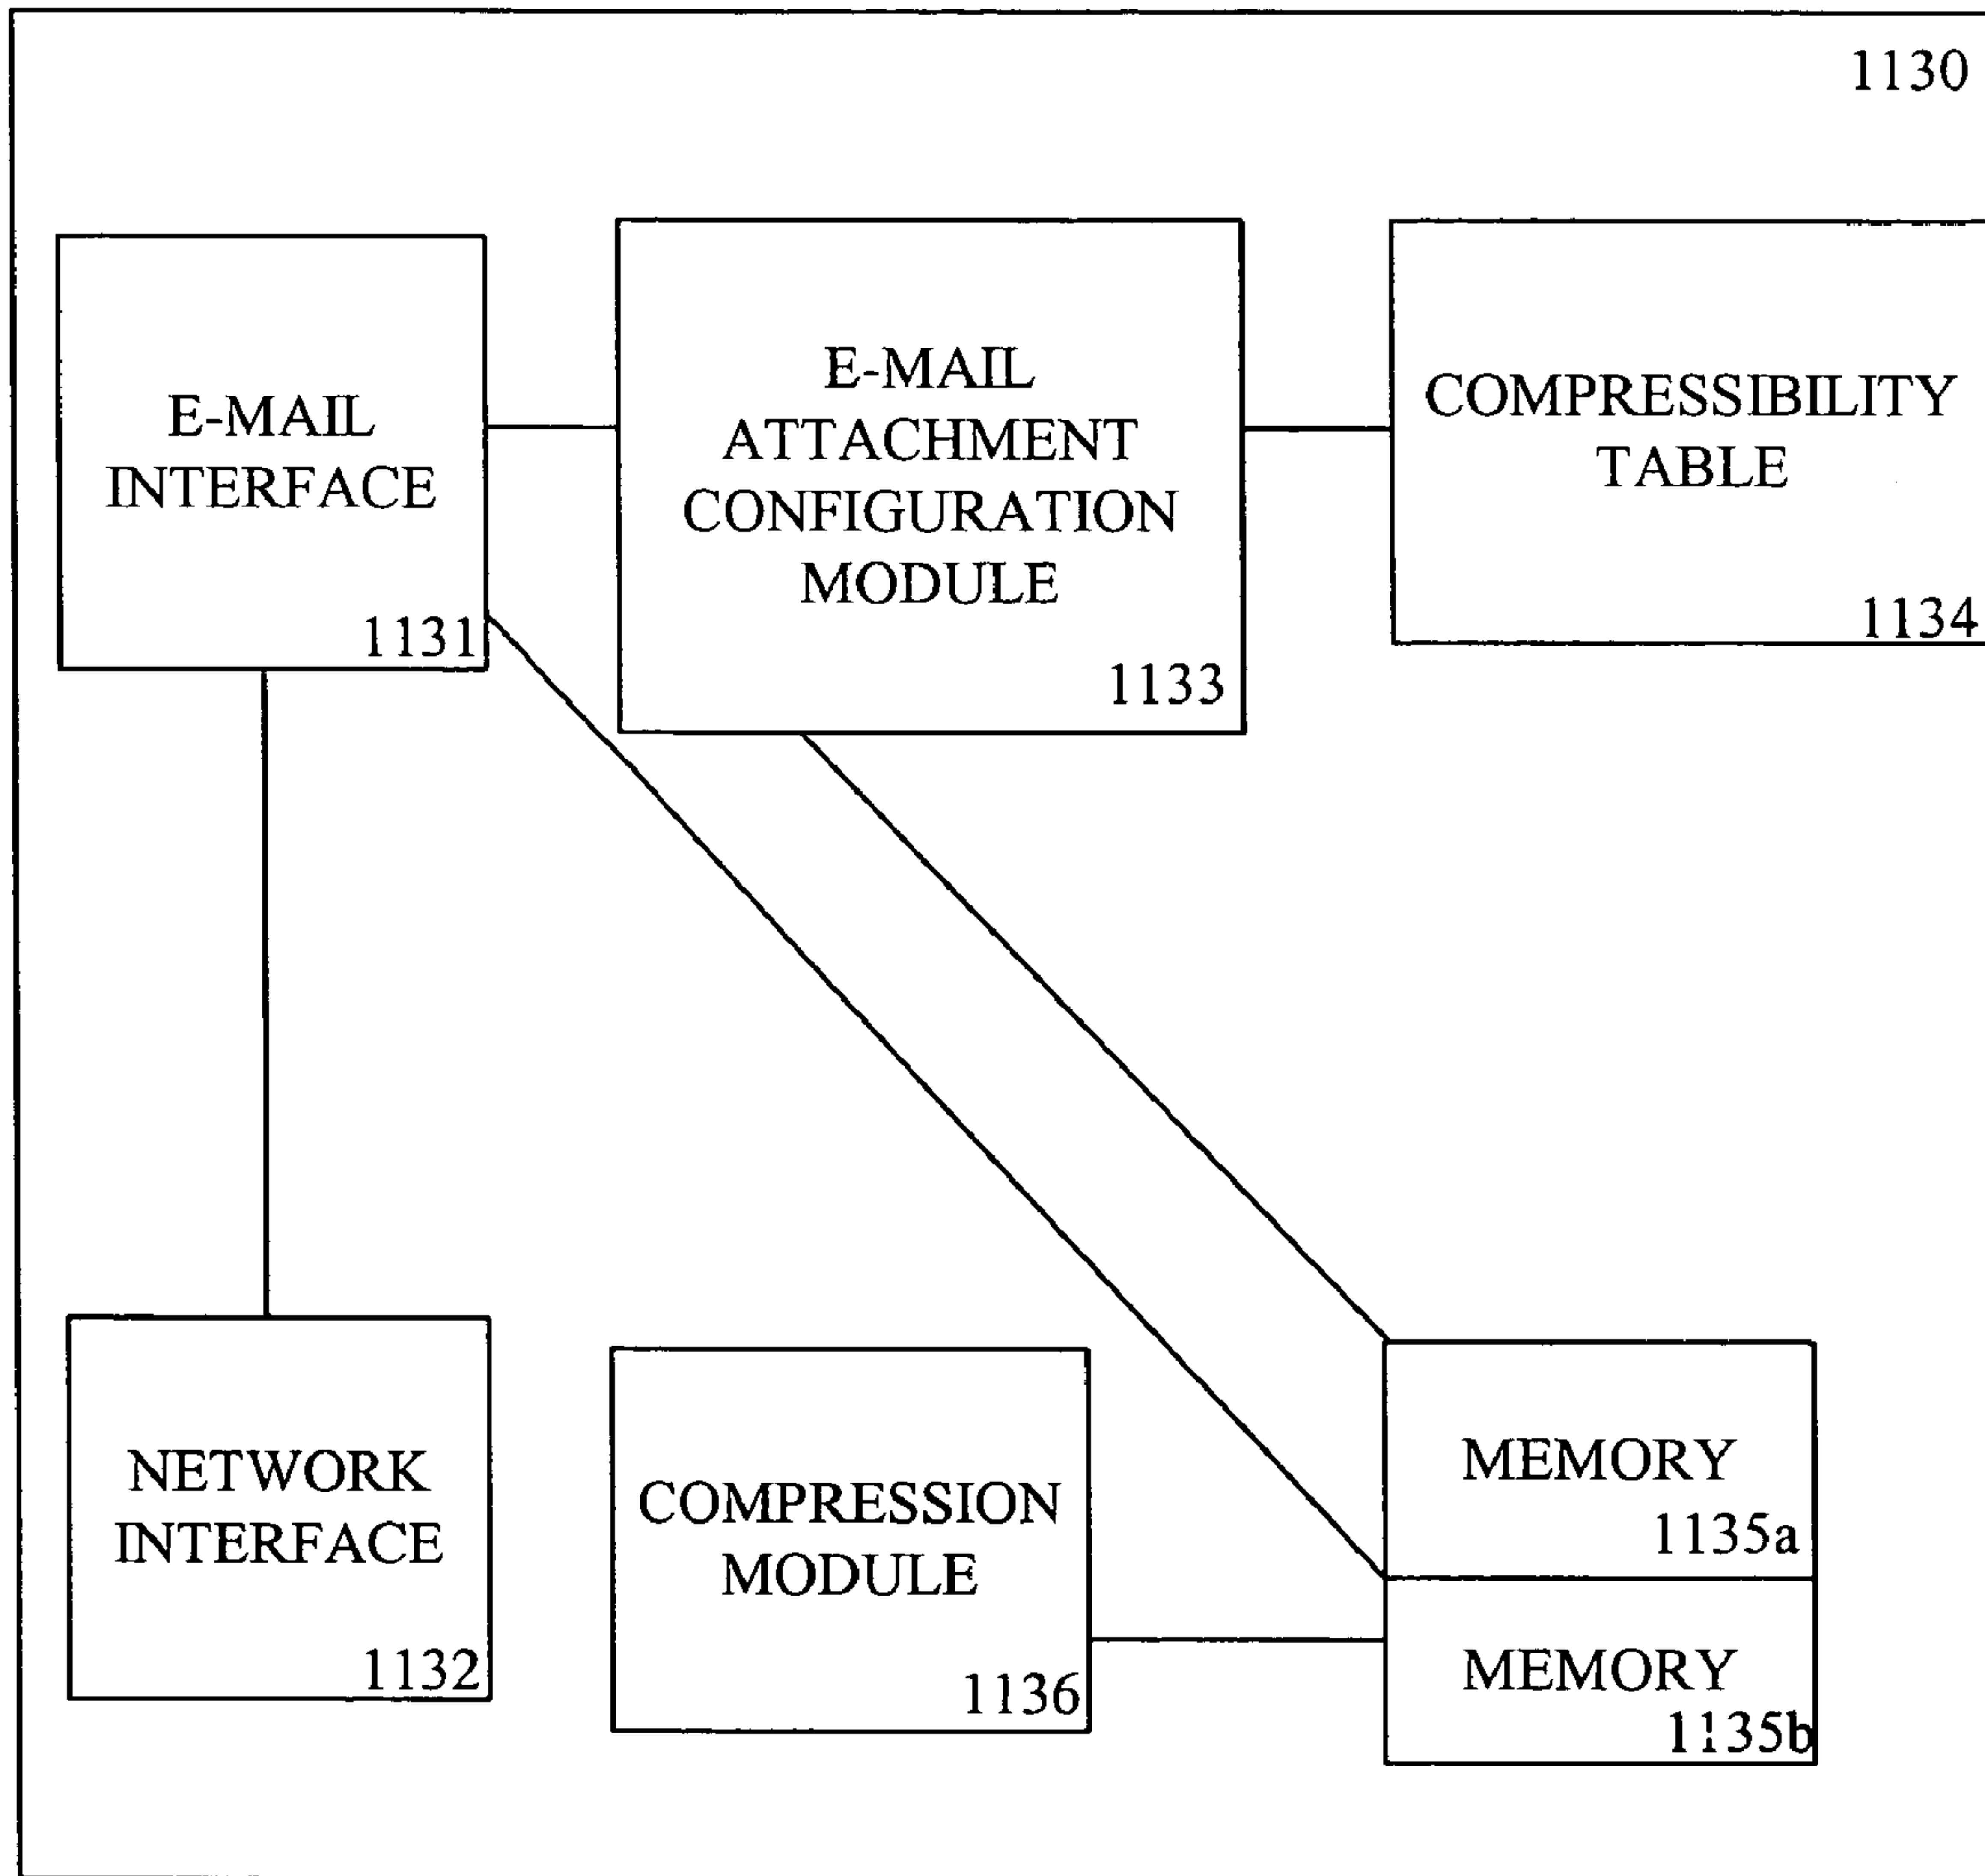 1130
E-MAIL
INTERFACE
1131
E-MAIL
ATTACHMENT
CONFIGURATION
MODULE
1133
COMPRESSIBILITY
TABLE
1134
NETWORK
INTERFACE
1132
COMPRESSION
MODULE
1136
MEMORY
1135a
MEMORY
1135b